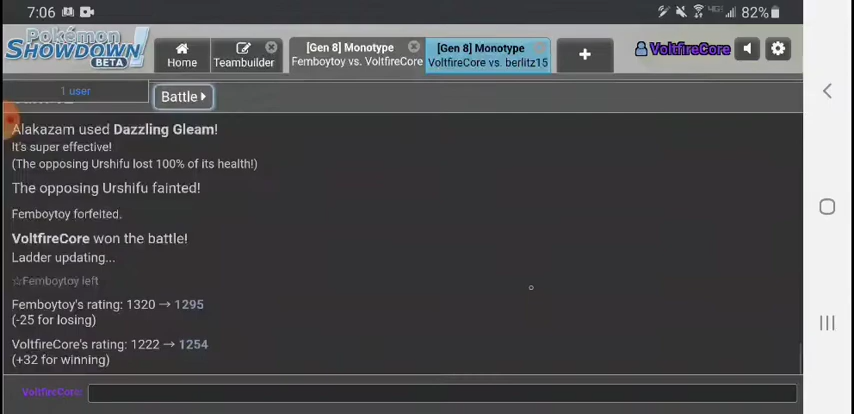 7:06 82%
Pokémon
SHOWDOWN!
BETA
Home
Teambuilder
[Gen 8] Monotype
Femboytoy vs. VoltfireCore
[Gen 8] Monotype
VoltfireCore vs. berlitz15
+
VoltfireCore
1 user
Battle
Alakazam used Dazzling Gleam!
It's super effective!
(The opposing Urshifu lost 100% of its health!)
The opposing Urshifu fainted!
Femboytoy forfeited.
VoltfireCore won the battle!
Ladder updating...
☆Femboytoy left
Femboytoy's rating: 1320 → 1295
(-25 for losing)
VoltfireCore's rating: 1222 → 1254
(+32 for winning)
VoltfireCore: